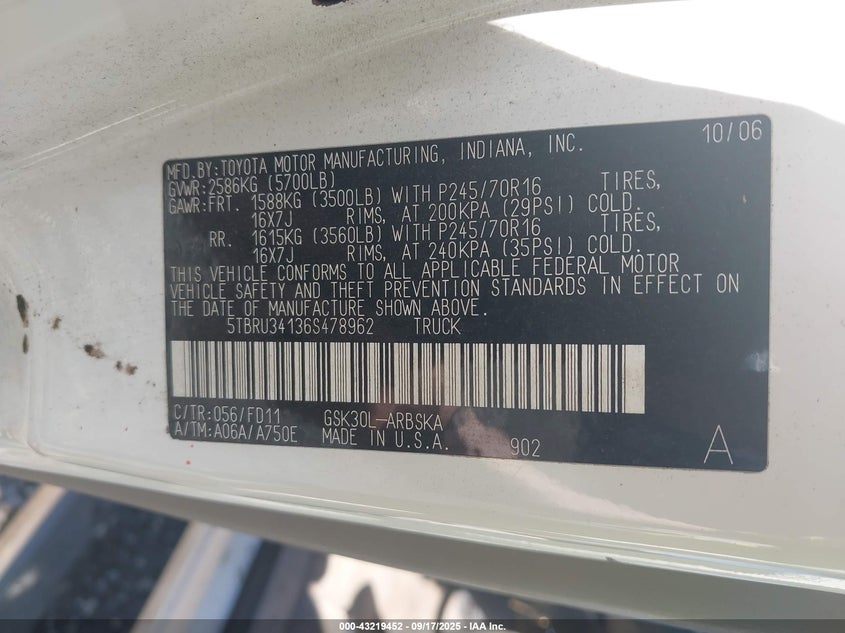 10/06
MFD.BY:TOYOTA MOTOR MANUFACTURING, INDIANA, INC.
GVWR:2586KG (5700LB)
GAWR:FRT. 1588KG (3500LB) WITH P245/70R16 TIRES,
16X7J RIMS, AT 200KPA (29PSI) COLD.
RR. 1615KG (3560LB) WITH P245/70R16 TIRES,
16X7J RIMS, AT 240KPA (35PSI) COLD.
THIS VEHICLE CONFORMS TO ALL APPLICABLE FEDERAL MOTOR
VEHICLE SAFETY AND THEFT PREVENTION STANDARDS IN EFFECT ON
THE DATE OF MANUFACTURE SHOWN ABOVE.
5TBRU34136S478962 TRUCK
C/TR:056/FD11 GSK30L-ARBSKA
A/TM:A06A/A750E MADE IN U.S.A. 902 A
000-43219452 - 09/17/2025 - IAA Inc.